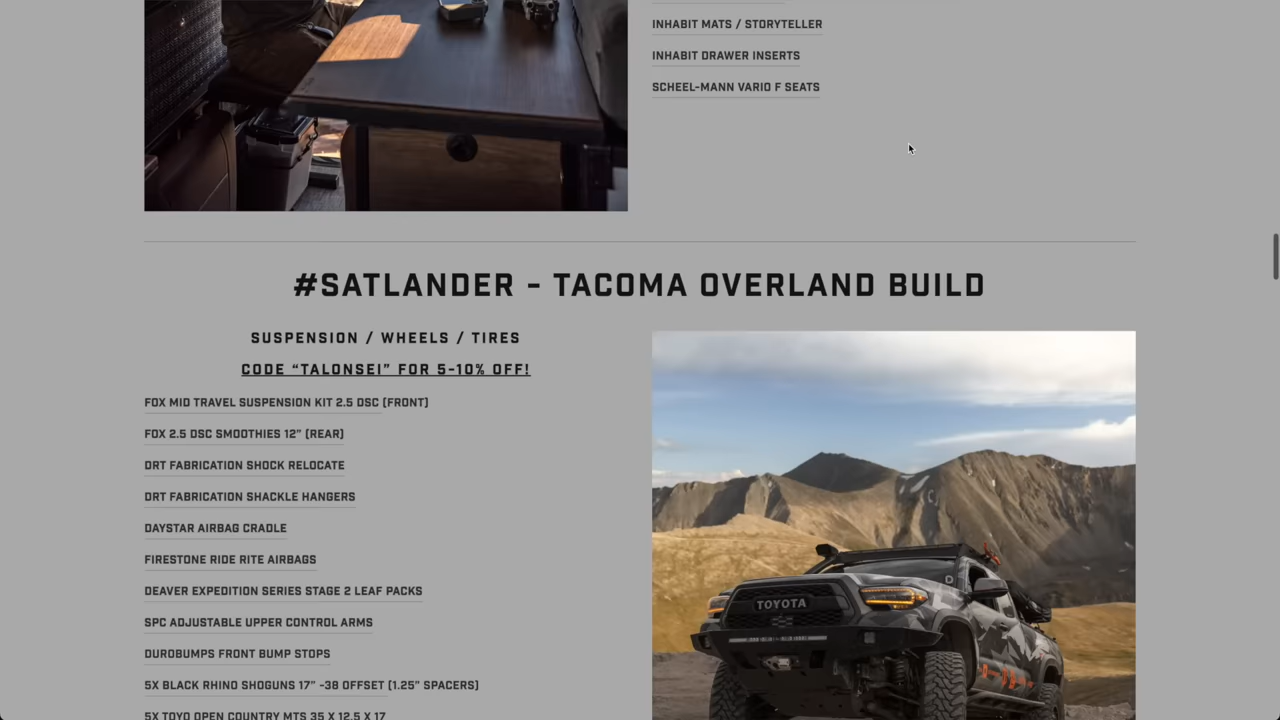 INHABIT MATS / STORYTELLER
INHABIT DRAWER INSERTS
SCHEEL-MANN VARIO F SEATS
#SATLANDER - TACOMA OVERLAND BUILD
SUSPENSION / WHEELS / TIRES
CODE “TALONSEI” FOR 5-10% OFF!
FOX MID TRAVEL SUSPENSION KIT 2.5 DSC (FRONT)
FOX 2.5 DSC SMOOTHIES 12” (REAR)
DRT FABRICATION SHOCK RELOCATE
DRT FABRICATION SHACKLE HANGERS
DAYSTAR AIRBAG CRADLE
FIRESTONE RIDE RITE AIRBAGS
DEAVER EXPEDITION SERIES STAGE 2 LEAF PACKS
SPC ADJUSTABLE UPPER CONTROL ARMS
DUROBUMPS FRONT BUMP STOPS
5X BLACK RHINO SHOGUNS 17” -38 OFFSET (1.25” SPACERS)
5X TOYO OPEN COUNTRY MTS 35 X 12.5 X 17
TOYOTA